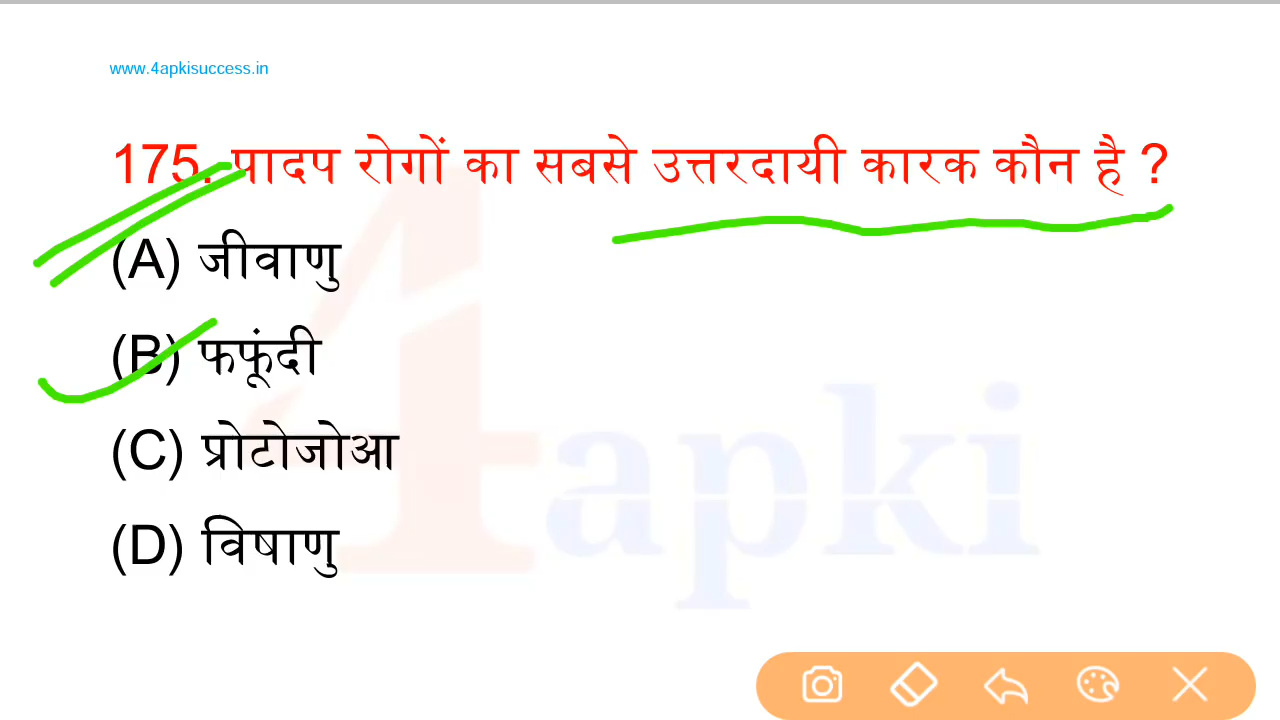 www.4apkisuccess.in
175. पादप रोगों का सबसे उत्तरदायी कारक कौन है ?
(A) जीवाणु
(B) फफूंदी
(C) प्रोटोजोआ
(D) विषाणु
4apki